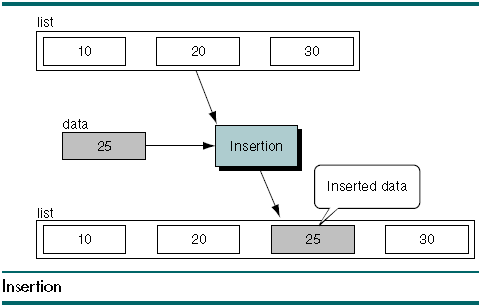 list
10 20 30
data
25
Insertion
Inserted data
list
10 20 25 30
Insertion